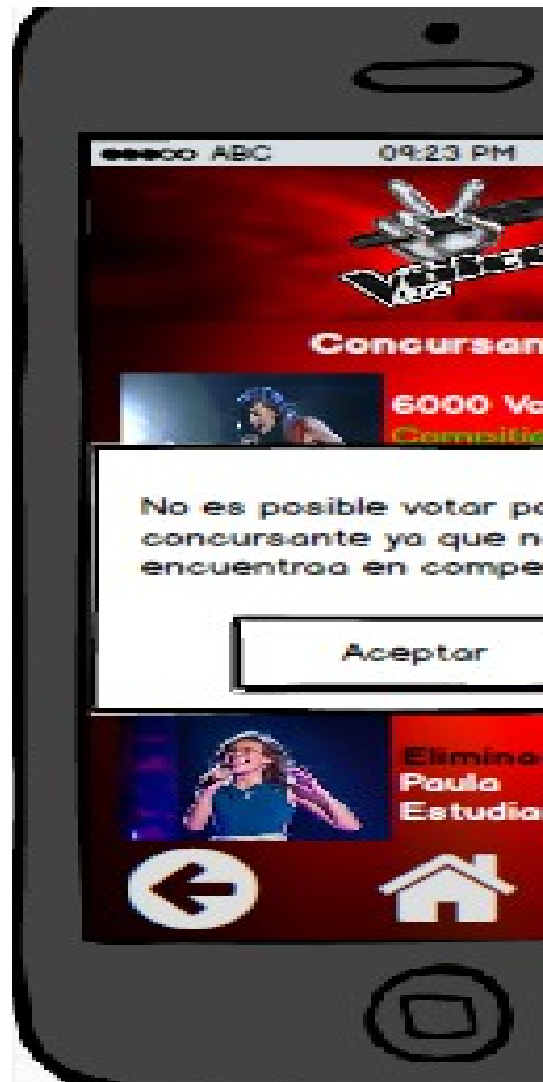 ABC 09:23 PM
Concursan
6000 Vo
Compitie
No es posible votar po
concursante ya que n
encuentraa en compe
Aceptar
Elimina
Paula
Estudia